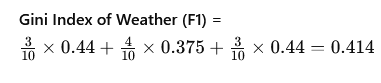 Gini Index of Weather (F1) =
3/10 × 0.44 + 4/10 × 0.375 + 3/10 × 0.44 = 0.414